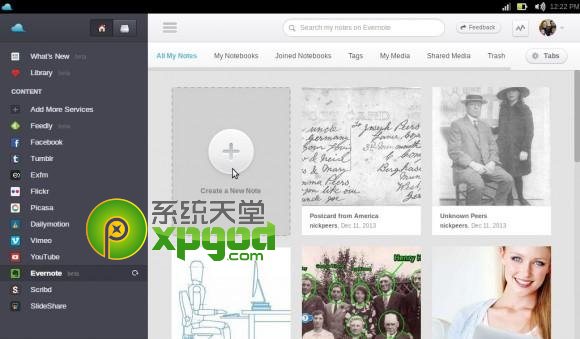 12:22 PM
Search my notes on Evernote
Feedback
What's New beta
Library beta
CONTENT
Add More Services
Feedly beta
Facebook
Tumblr
Exfm
Flickr
Picasa
Dailymotion
Vimeo
YouTube
Evernote beta
Scribd
SlideShare
All My Notes
My Notebooks
Joined Notebooks
Tags
My Media
Shared Media
Trash
Tabs
Create a New Note
Postcard from America
nickpeers, Dec 11, 2013
Unknown Peers
nickpeers, Dec 11, 2013
Henry H
系统天堂
xpgod.com